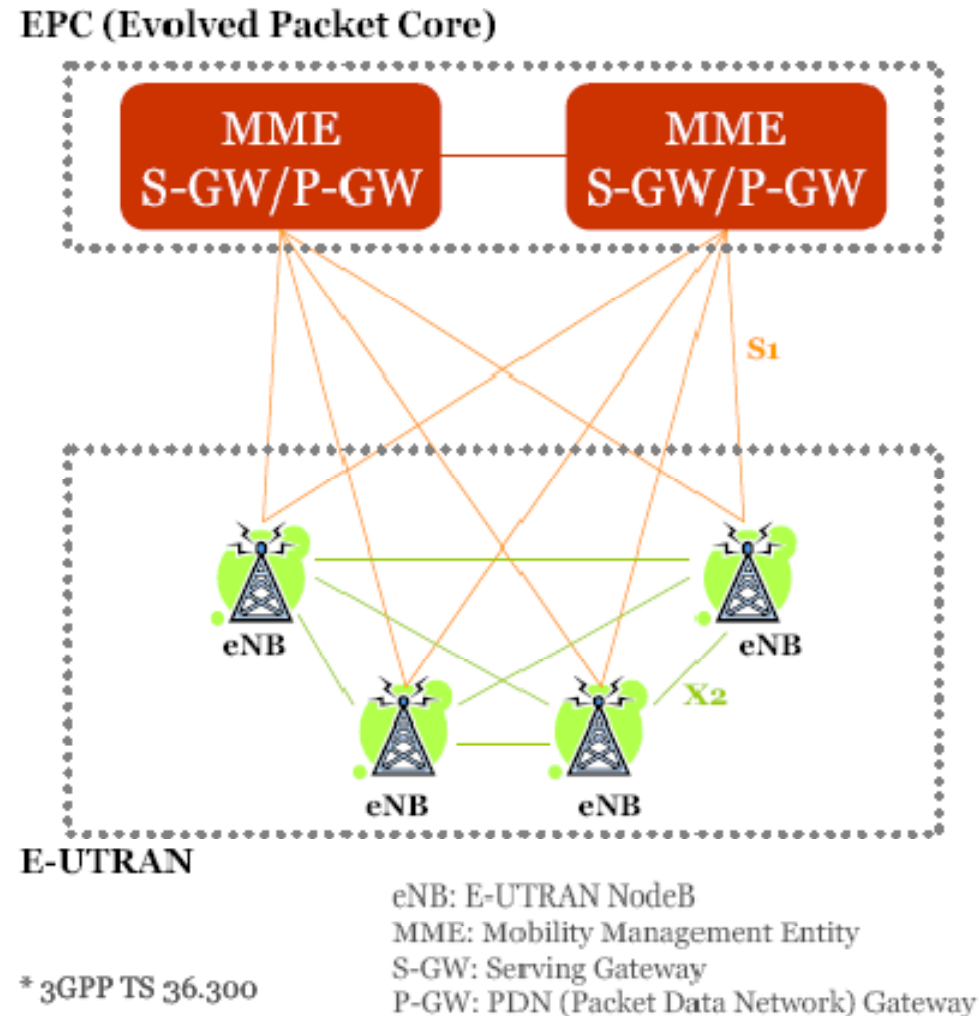 EPC (Evolved Packet Core)
MME
S-GW/P-GW
MME
S-GW/P-GW
S1
eNB
eNB
X2
eNB
eNB
E-UTRAN
eNB: E-UTRAN NodeB
MME: Mobility Management Entity
S-GW: Serving Gateway
* 3GPP TS 36.300
P-GW: PDN (Packet Data Network) Gateway